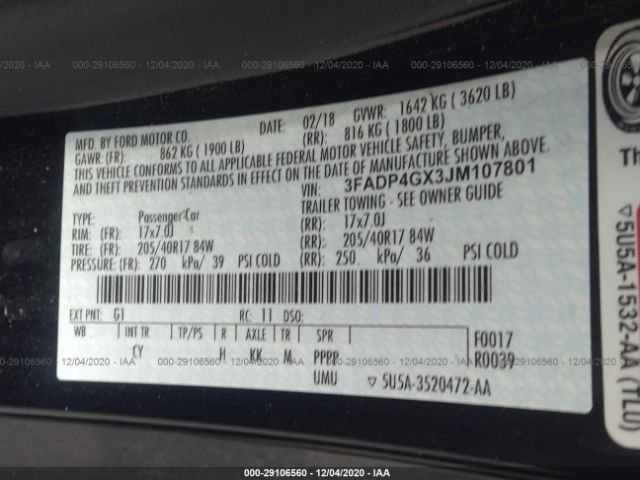 000-29106560 - 12/04/2020 - IAA
MFD. BY FORD MOTOR CO.
DATE: 02/18 GVWR: 1642 KG ( 3620 LB)
GAWR: (FR): 862 KG ( 1900 LB) (RR): 816 KG ( 1800 LB)
THIS VEHICLE CONFORMS TO ALL APPLICABLE FEDERAL MOTOR VEHICLE SAFETY, BUMPER,
AND THEFT PREVENTION STANDARDS IN EFFECT ON THE DATE OF MANUFACTURE SHOWN ABOVE.
VIN: 3FADP4GX3JM107801
TYPE: PassengerCar TRAILER TOWING - SEE OWNER GUIDE
RIM: (FR): 17x7.0J (RR): 17x7.0J
TIRE: (FR): 205/40R17 84W (RR): 205/40R17 84W
PRESSURE: (FR) 270 kPa/ 39 PSI COLD (RR): 250 kPa/ 36 PSI COLD
EXT PNT: G1 RC: 11 DSO:
WB INT TR TP/PS R AXLE TR SPR F0017
CY H KK M PPPP R0039
UMU ▽ 5U5A-3520472-AA
Th
▽ 5U5A-1532-AA (TLU)
000-29106560 - 12/04/2020 - IAA